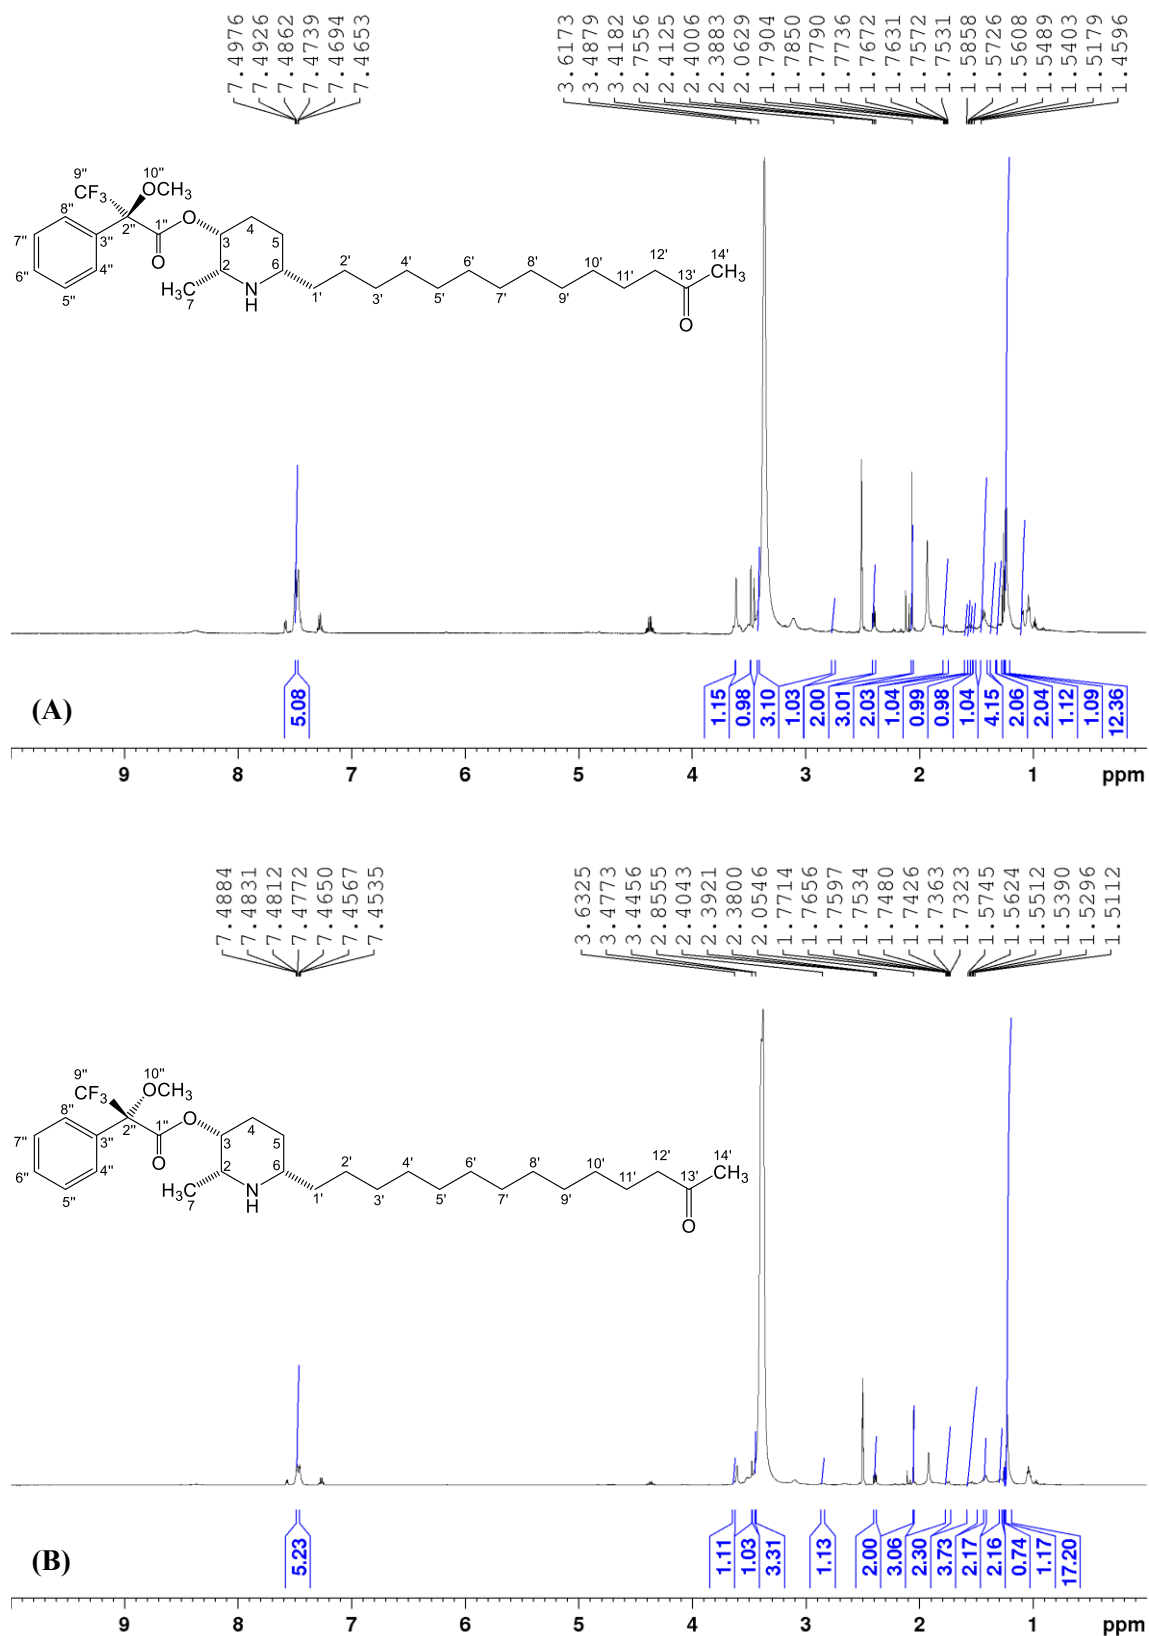 7.4976 7.4926 7.4862 7.4739 7.4694 7.4653 3.6173 3.4879 3.4182 2.7556 2.4125 2.4006 2.3883 2.0629 1.7904 1.7850 1.7790 1.7736 1.7672 1.7631 1.7572 1.7531 1.5858 1.5726 1.5608 1.5489 1.5403 1.5179 1.4596
9" 10"
CF3 OCH3
8" O 4
7" 2" 1" 3 5 2' 4' 6' 8' 10' 12' 14'
3" O 2 6 11' 13' CH3
6" 4" H3C N 1' 3' 5' 7' 9'
5" 7 H O
(A)
5.08 1.15 0.98 3.10 1.03 2.00 3.01 2.03 1.04 0.99 0.98 1.04 4.15 2.06 2.04 1.12 1.09 12.36
9 8 7 6 5 4 3 2 1 ppm
7.4884 7.4831 7.4812 7.4772 7.4650 7.4567 7.4535 3.6325 3.4773 3.4456 2.8555 2.4043 2.3921 2.3800 2.0546 1.7714 1.7656 1.7597 1.7534 1.7480 1.7426 1.7363 1.7323 1.5745 1.5624 1.5512 1.5390 1.5296 1.5112
9" 10"
CF3 OCH3
8" O 4
7" 2" 1" 3 5 2' 4' 6' 8' 10' 12' 14'
3" O 2 6 11' 13' CH3
6" 4" H3C N 1' 3' 5' 7' 9'
5" 7 H O
(B)
5.23 1.11 1.03 3.31 1.13 2.00 3.06 2.30 3.73 2.17 2.16 0.74 1.17 17.20
9 8 7 6 5 4 3 2 1 ppm